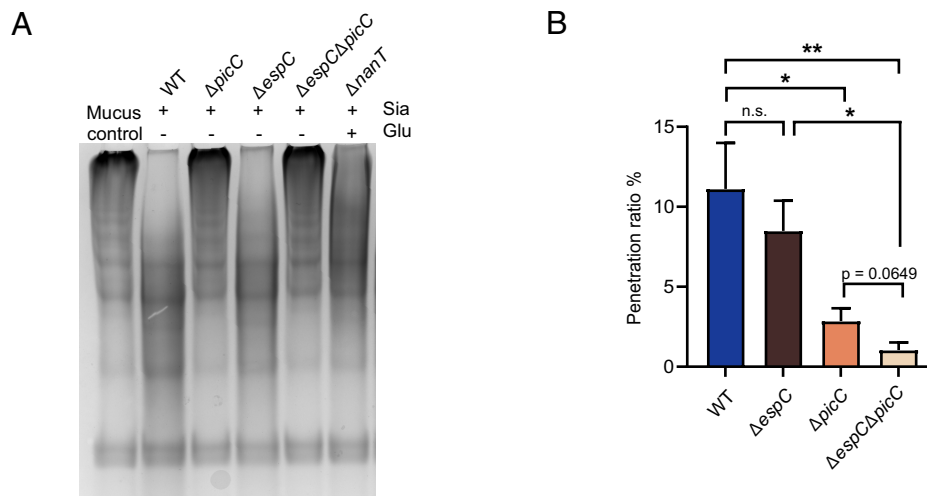 A
WT
ΔpicC
ΔespC
ΔespCΔpicC
ΔnanT
Mucus + + + + + Sia
control - - - - + Glu
B
**
*
n.s.
*
15
10
5
0
p = 0.0649
Penetration ratio %
WT
ΔespC
ΔpicC
ΔespCΔpicC